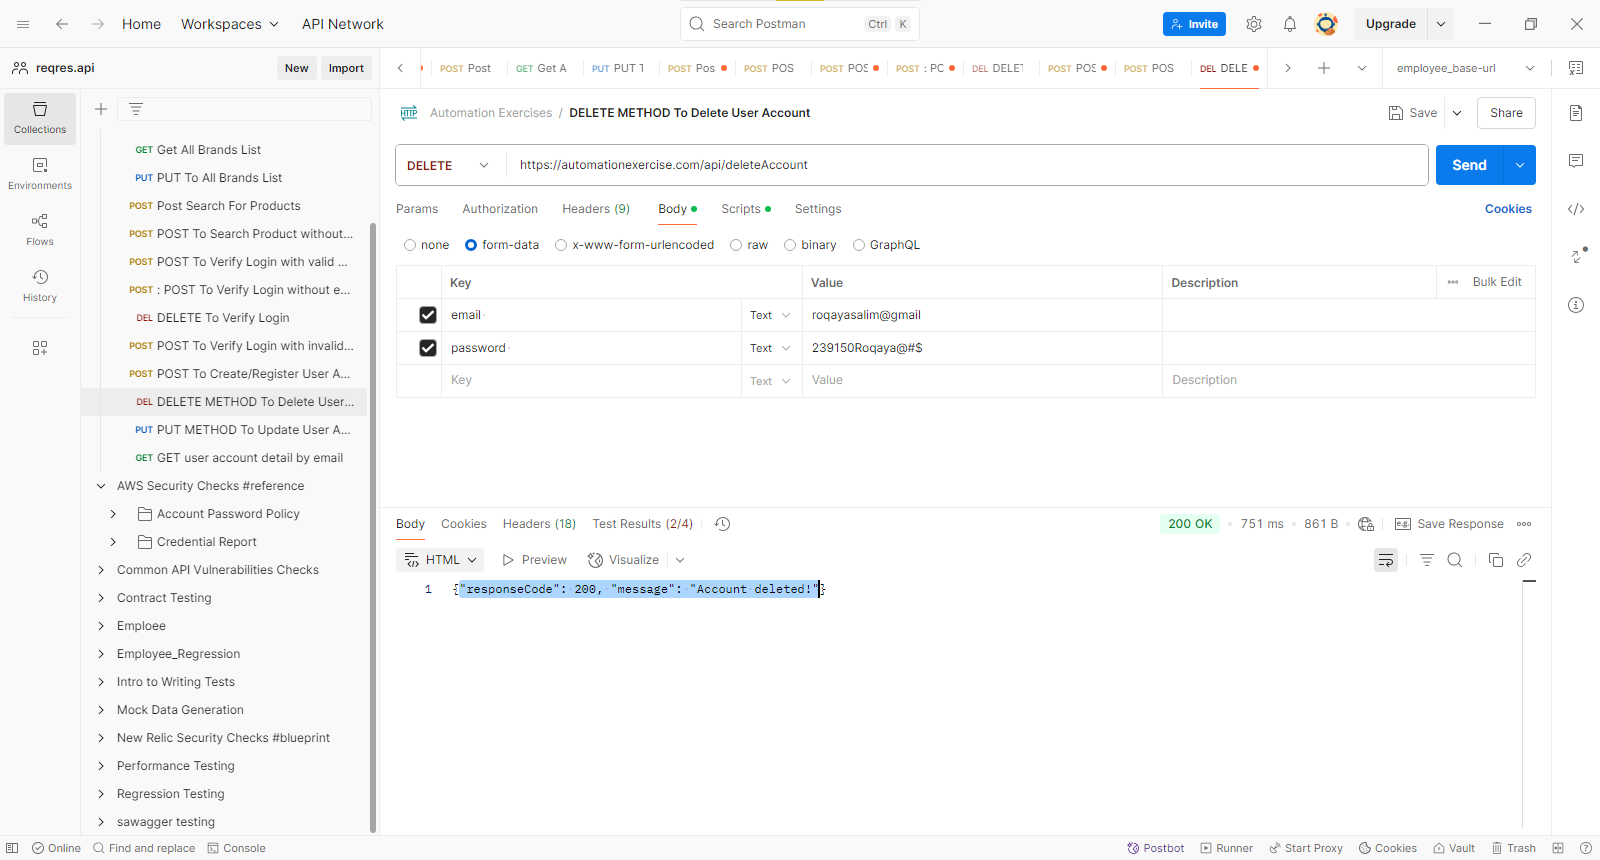 Home
Workspaces
API Network
Search Postman
Ctrl K
Invite
Upgrade
reqres.api
New
Import
POST Post
GET Get A
PUT PUT T
POST Pos
POST POS
POST POS
POST : PC
DEL DELET
POST POS
POST POS
DEL DELE
employee_base-url
Collections
Environments
Flows
History
GET Get All Brands List
PUT PUT To All Brands List
POST Post Search For Products
POST POST To Search Product without...
POST POST To Verify Login with valid ...
POST : POST To Verify Login without e...
DEL DELETE To Verify Login
POST POST To Verify Login with invalid...
POST POST To Create/Register User A...
DEL DELETE METHOD To Delete User...
PUT PUT METHOD To Update User A...
GET GET user account detail by email
AWS Security Checks #reference
Account Password Policy
Credential Report
Common API Vulnerabilities Checks
Contract Testing
Emploee
Employee_Regression
Intro to Writing Tests
Mock Data Generation
New Relic Security Checks #blueprint
Performance Testing
Regression Testing
sawagger testing
HTTP Automation Exercises / DELETE METHOD To Delete User Account
Save
Share
DELETE
https://automationexercise.com/api/deleteAccount
Send
Params
Authorization
Headers (9)
Body
Scripts
Settings
Cookies
none
form-data
x-www-form-urlencoded
raw
binary
GraphQL
Key
Value
Description
Bulk Edit
email
Text
roqayasalim@gmail
password
Text
239150Roqaya@#$
Key
Text
Value
Description
Body
Cookies
Headers (18)
Test Results (2/4)
200 OK
751 ms
861 B
e.g.
Save Response
HTML
Preview
Visualize
1 {"responseCode": 200, "message": "Account deleted!"}
Online
Find and replace
Console
Postbot
Runner
Start Proxy
Cookies
Vault
Trash